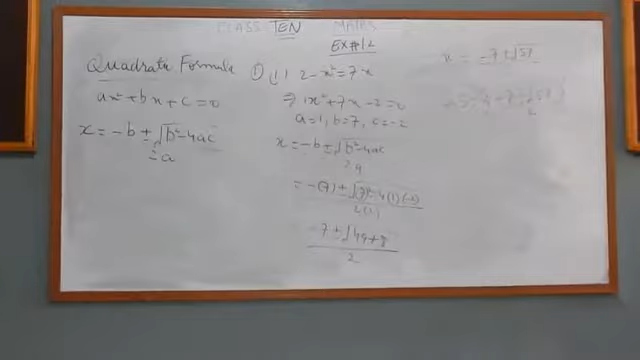 CLASS TEN MATHS
EX#1.2
Quadratic Formula
ax²+bx+c=0
x=-b±√b²-4ac
2a
① (i) 2-x²=7x
⇒ 1x²+7x-2=0
a=1, b=7, c=-2
x=-b±√b²-4ac
2a
=-(7)±√(7)²-4(1)(-2)
2(1)
-7±√49+8
2
x = -7±√57
2